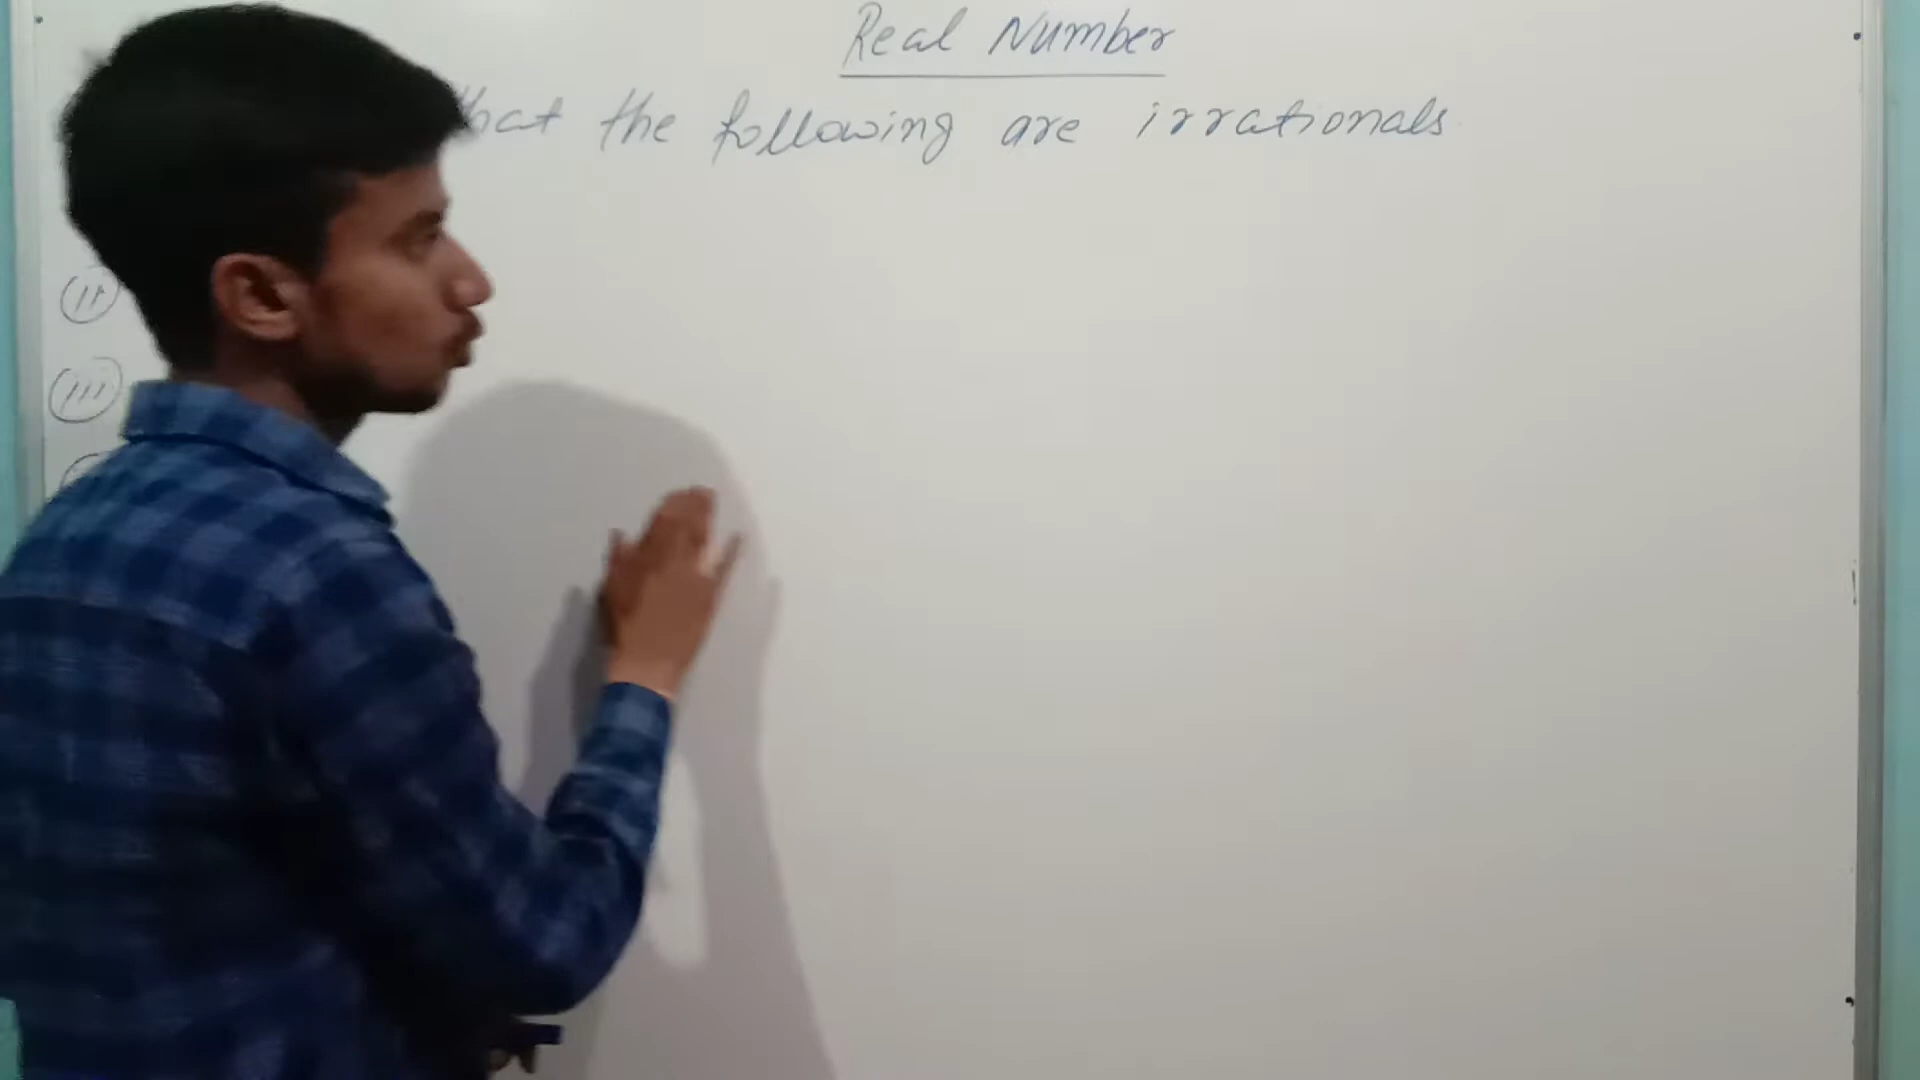 Real Number
that the following are irrationals
(ii)
(iii)